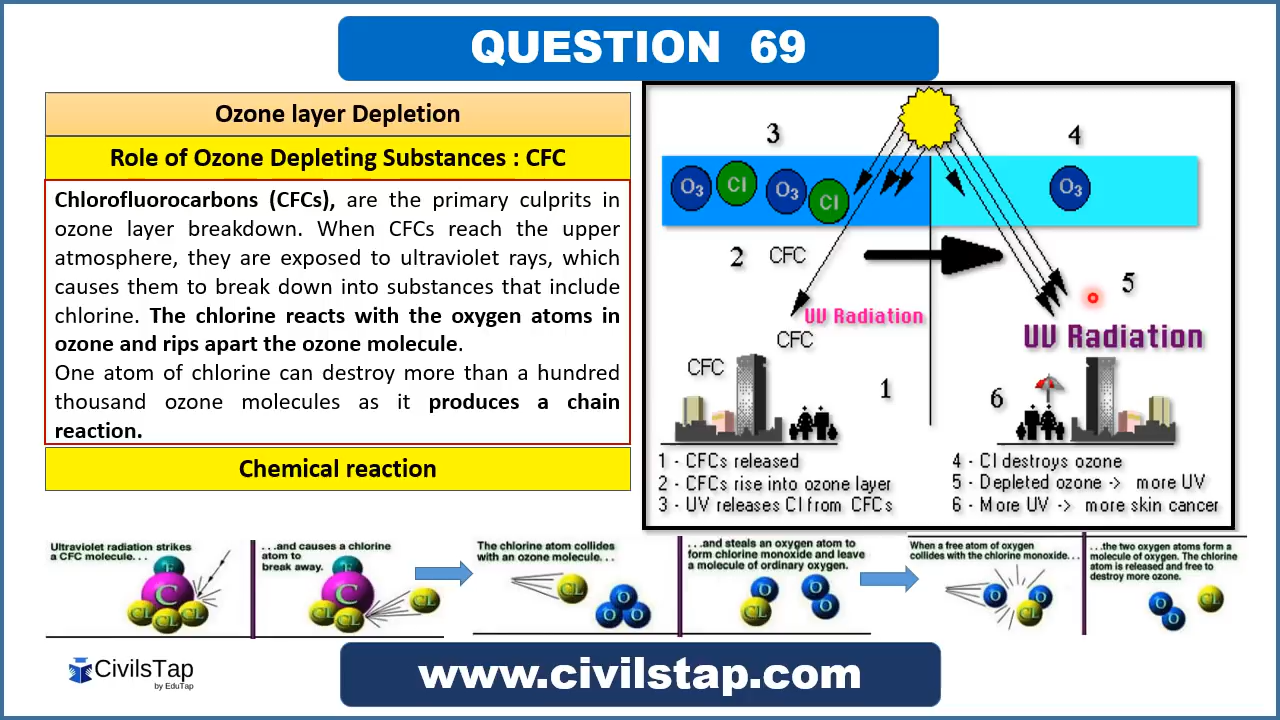 QUESTION 69
Ozone layer Depletion
Role of Ozone Depleting Substances : CFC
Chlorofluorocarbons (CFCs), are the primary culprits in
ozone layer breakdown. When CFCs reach the upper
atmosphere, they are exposed to ultraviolet rays, which
causes them to break down into substances that include
chlorine. The chlorine reacts with the oxygen atoms in
ozone and rips apart the ozone molecule.
One atom of chlorine can destroy more than a hundred
thousand ozone molecules as it produces a chain
reaction.
Chemical reaction
3
4
O3
Cl
O3
Cl
O3
2
CFC
5
UV Radiation
UV Radiation
CFC
CFC
1
6
1 - CFCs released
2 - CFCs rise into ozone layer
3 - UV releases Cl from CFCs
4 - Cl destroys ozone
5 - Depleted ozone -> more UV
6 - More UV -> more skin cancer
Ultraviolet radiation strikes
a CFC molecule. . .
F
C
CL
CL
CL
. . .and causes a chlorine
atom to
break away.
F
C
CL
CL
CL
The chlorine atom collides
with an ozone molecule. . .
CL
O
O
O
. . .and steals an oxygen atom to
form chlorine monoxide and leave
a molecule of ordinary oxygen.
O
CL
O
O
When a free atom of oxygen
collides with the chlorine monoxide. . .
O
O
CL
. . .the two oxygen atoms form a
molecule of oxygen. The chlorine
atom is released and free to
destroy more ozone.
O
O
CL
CivilsTap
by EduTap
www.civilstap.com